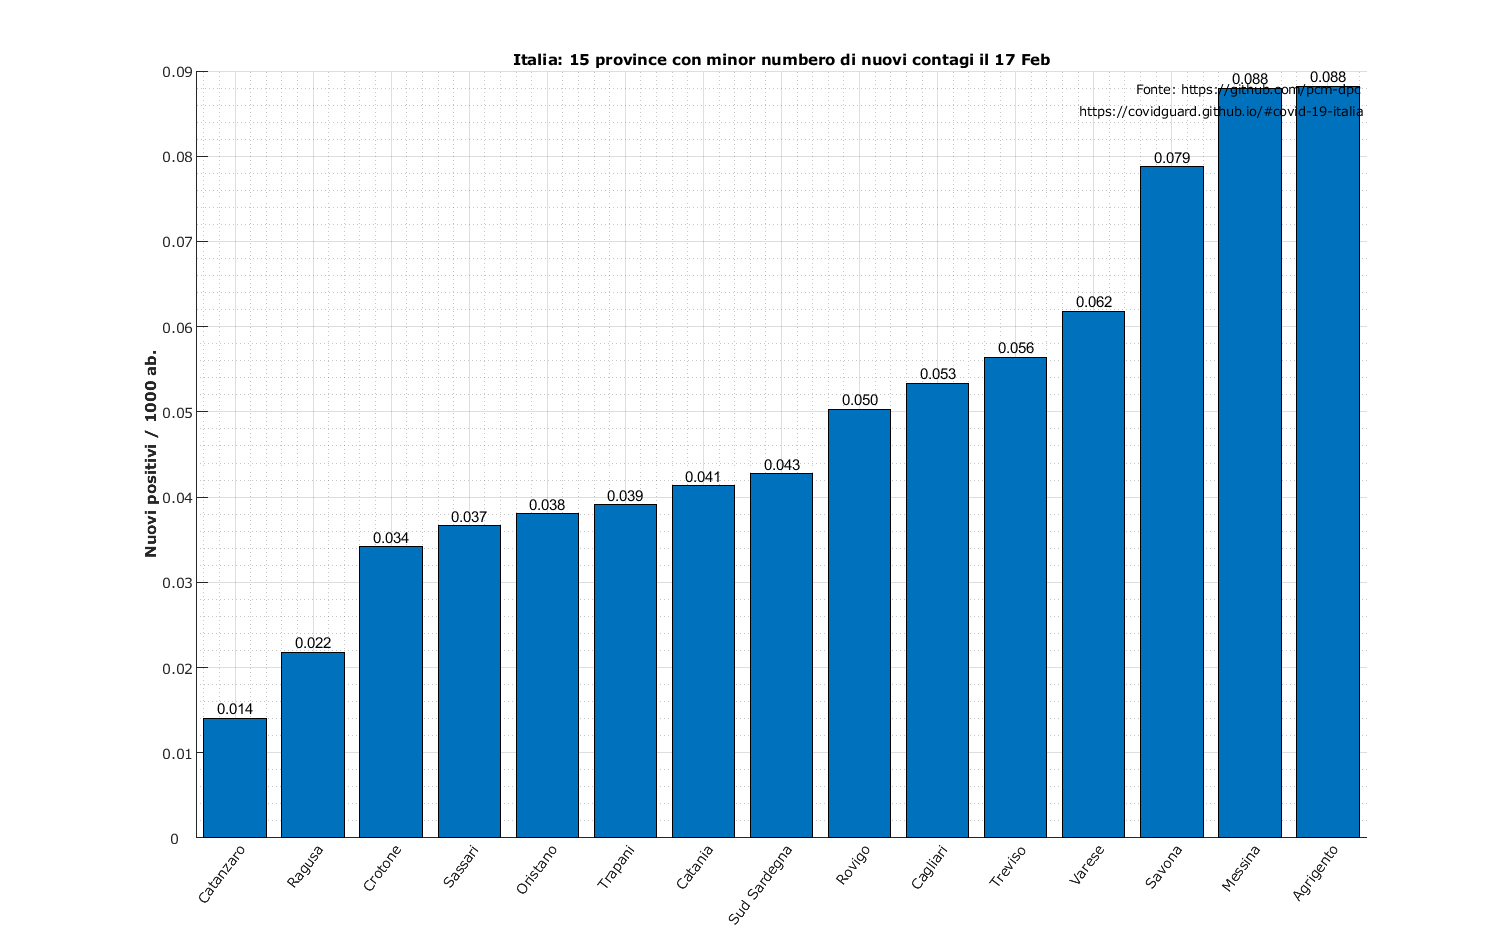 Italia: 15 province con minor numbero di nuovi contagi il 17 Feb
Fonte: https://github.com/pcm-dpc
https://covidguard.github.io/#covid-19-italia
Nuovi positivi / 1000 ab.
0.09
0.08
0.07
0.06
0.05
0.04
0.03
0.02
0.01
0
0.014
0.022
0.034
0.037
0.038
0.039
0.041
0.043
0.050
0.053
0.056
0.062
0.079
0.088
0.088
Catanzaro
Ragusa
Crotone
Sassari
Oristano
Trapani
Catania
Sud Sardegna
Rovigo
Cagliari
Treviso
Varese
Savona
Messina
Agrigento